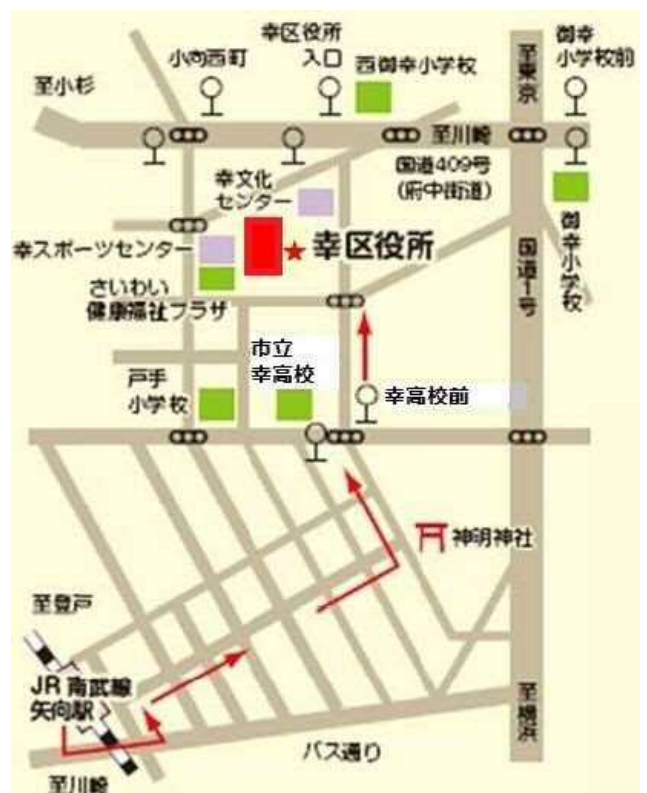 幸区役所
入口
小向西町
西御幸小学校
至東京
御幸
小学校前
至小杉
至川崎
国道409号
(府中街道)
幸文化
センター
幸スポーツセンター
幸区役所
御幸小学校
国道1号
さいわい
健康福祉プラザ
市立
幸高校
戸手
小学校
幸高校前
神明神社
至登戸
JR南武線
矢向駅
至横浜
バス通り
至川崎